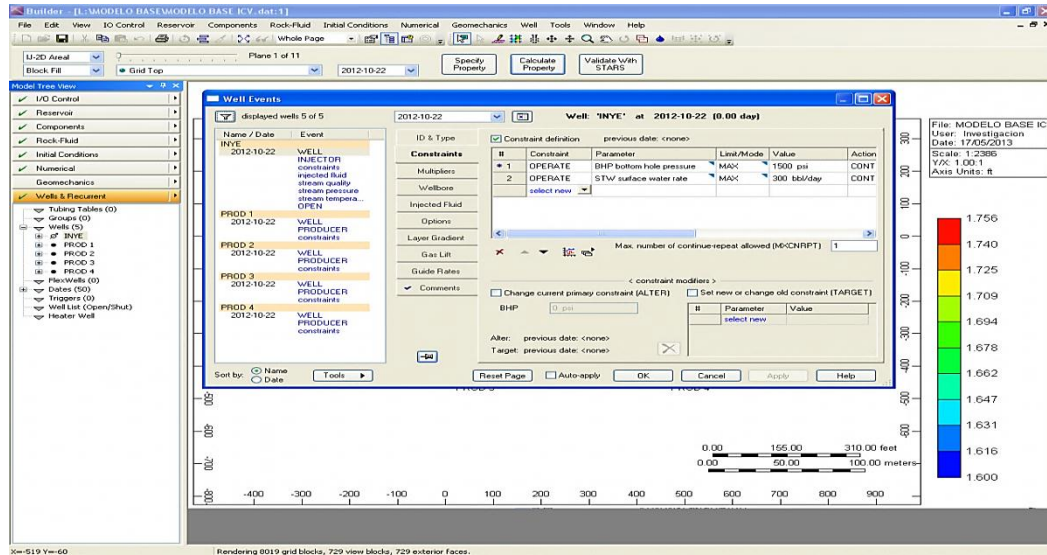 Builder - [L:\MODELO BASE\MODELO BASE ICV.dat:1]
File Edit View IO Control Reservoir Components Rock-Fluid Initial Conditions Numerical Geomechanics Well Tools Window Help
Whole Page
IJ-2D Areal Plane 1 of 11
Block Fill Grid Top 2012-10-22
Specify Property
Calculate Property
Validate With STARS
Model Tree View
I/O Control
Reservoir
Components
Rock-Fluid
Initial Conditions
Numerical
Geomechanics
Wells & Recurrent
Tubing Tables (0)
Groups (0)
Wells (5)
INYE
PROD 1
PROD 2
PROD 3
PROD 4
FlexWells (0)
Dates (50)
Triggers (0)
Well List (Open/Shut)
Heater Well
Well Events
displayed wells 5 of 5 2012-10-22 Well: 'INYE' at 2012-10-22 (0.00 day)
Name / Date Event
INYE
2012-10-22 WELL
INJECTOR
constraints
injected fluid
stream quality
stream pressure
stream tempera...
OPEN
PROD 1
2012-10-22 WELL
PRODUCER
constraints
PROD 2
2012-10-22 WELL
PRODUCER
constraints
PROD 3
2012-10-22 WELL
PRODUCER
constraints
PROD 4
2012-10-22 WELL
PRODUCER
constraints
Sort by: Name
Date
Tools
ID & Type
Constraints
Multipliers
Wellbore
Injected Fluid
Options
Layer Gradient
Gas Lift
Guide Rates
Comments
Constraint definition previous date: <none>
# Constraint Parameter Limit/Mode Value Action
1 OPERATE BHP bottom hole pressure MAX 1500 psi CONT
2 OPERATE STW surface water rate MAX 300 bbl/day CONT
select new
Max. number of continue-repeat allowed (MXCNRPT) 1
< constraint modifiers >
Change current primary constraint (ALTER) Set new or change old constraint (TARGET)
BHP 0 psi
# Parameter Value
select new
Alter: previous date: <none>
Target: previous date: <none>
Reset Page Auto-apply OK Cancel Apply Help
File: MODELO BASE IC
User: Investigacion
Date: 17/05/2013
Scale: 1:2386
Y/X: 1.00:1
Axis Units: ft
1.756
1.740
1.725
1.709
1.694
1.678
1.662
1.647
1.631
1.616
1.600
0.00 155.00 310.00 feet
0.00 50.00 100.00 meters
-400 -300 -200 -100 0 100 200 300 400 500 600 700 800 900
X=-519 Y=-60 Rendering 8019 grid blocks, 729 view blocks, 729 exterior faces.